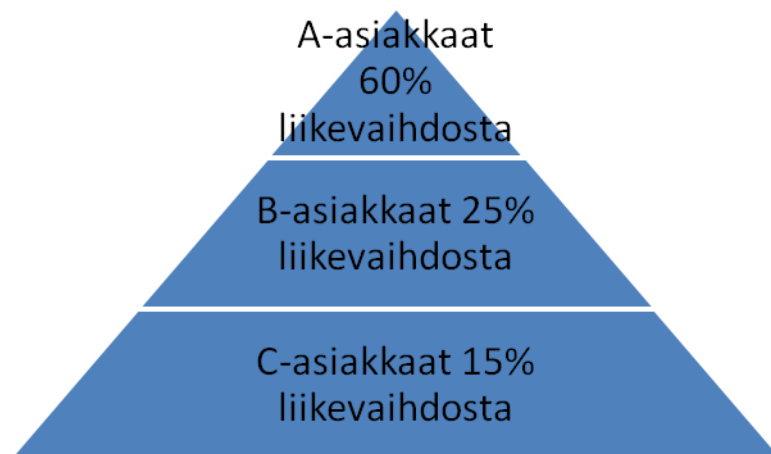 A-asiakkaat
60%
liikevaihdosta
B-asiakkaat 25%
liikevaihdosta
C-asiakkaat 15%
liikevaihdosta